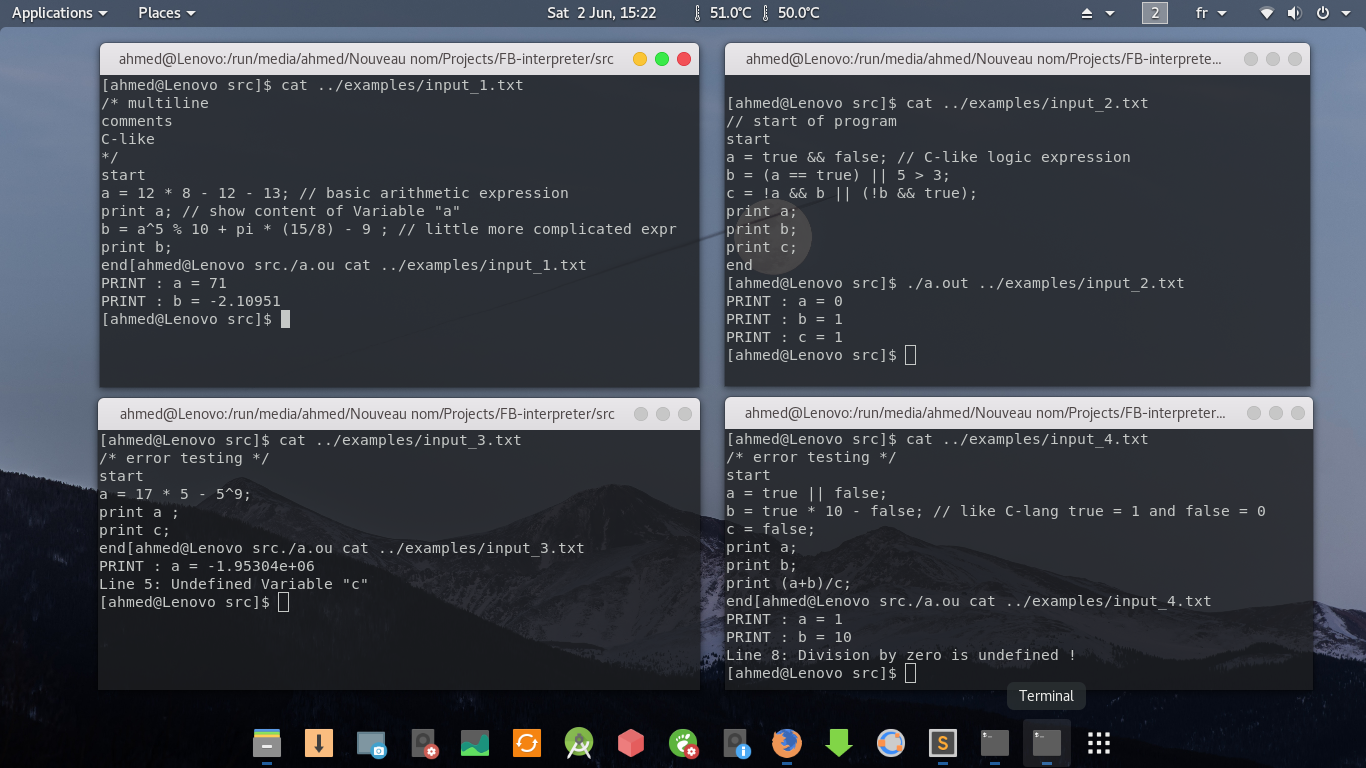 Applications Places Sat 2 Jun, 15:22 51.0℃ 50.0℃ 2 fr
ahmed@Lenovo:/run/media/ahmed/Nouveau nom/Projects/FB-interpreter/src
[ahmed@Lenovo src]$ cat ../examples/input_1.txt
/* multiline
comments
C-like
*/
start
a = 12 * 8 - 12 - 13; // basic arithmetic expression
print a; // show content of Variable "a"
b = a^5 % 10 + pi * (15/8) - 9 ; // little more complicated expr
print b;
end[ahmed@Lenovo src./a.ou cat ../examples/input_1.txt
PRINT : a = 71
PRINT : b = -2.10951
[ahmed@Lenovo src]$
ahmed@Lenovo:/run/media/ahmed/Nouveau nom/Projects/FB-interprete...
[ahmed@Lenovo src]$ cat ../examples/input_2.txt
// start of program
start
a = true && false; // C-like logic expression
b = (a == true) || 5 > 3;
c = !a && b || (!b && true);
print a;
print b;
print c;
end
[ahmed@Lenovo src]$ ./a.out ../examples/input_2.txt
PRINT : a = 0
PRINT : b = 1
PRINT : c = 1
[ahmed@Lenovo src]$
ahmed@Lenovo:/run/media/ahmed/Nouveau nom/Projects/FB-interpreter/src
[ahmed@Lenovo src]$ cat ../examples/input_3.txt
/* error testing */
start
a = 17 * 5 - 5^9;
print a ;
print c;
end[ahmed@Lenovo src./a.ou cat ../examples/input_3.txt
PRINT : a = -1.95304e+06
Line 5: Undefined Variable "c"
[ahmed@Lenovo src]$
ahmed@Lenovo:/run/media/ahmed/Nouveau nom/Projects/FB-interpreter...
[ahmed@Lenovo src]$ cat ../examples/input_4.txt
/* error testing */
start
a = true || false;
b = true * 10 - false; // like C-lang true = 1 and false = 0
c = false;
print a;
print b;
print (a+b)/c;
end[ahmed@Lenovo src./a.ou cat ../examples/input_4.txt
PRINT : a = 1
PRINT : b = 10
Line 8: Division by zero is undefined !
[ahmed@Lenovo src]$
Terminal